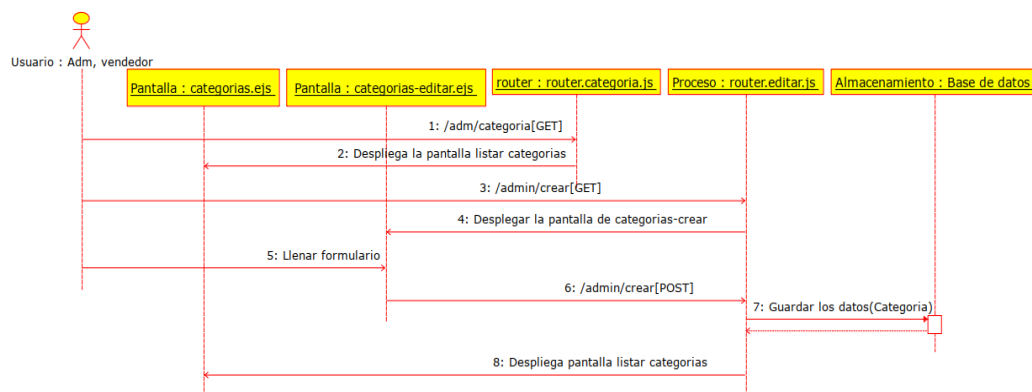 Usuario : Adm, vendedor
Pantalla : categorias.ejs
Pantalla : categorias-editar.ejs
router : router.categoria.js
Proceso : router.editar.js
Almacenamiento : Base de datos
1: /adm/categoria[GET]
2: Despliega la pantalla listar categorias
3: /admin/crear[GET]
4: Desplegar la pantalla de categorias-crear
5: Llenar formulario
6: /admin/crear[POST]
7: Guardar los datos(Categoria)
8: Despliega pantalla listar categorias